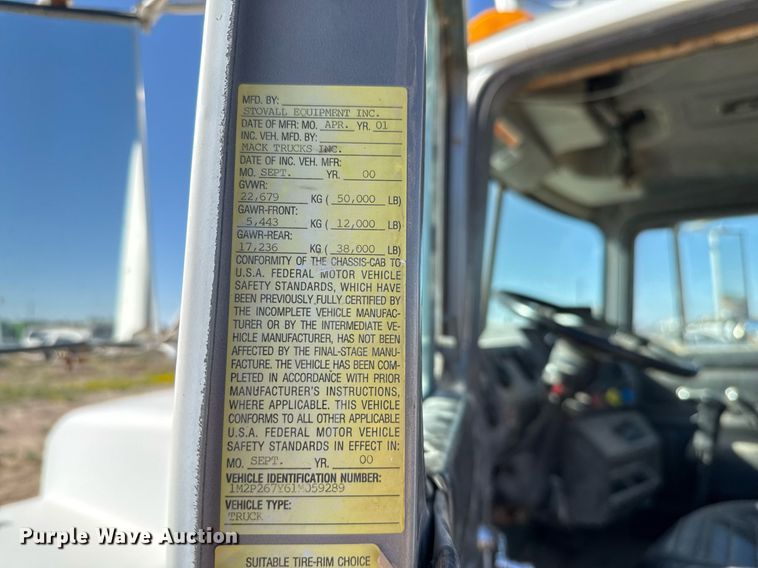 MFD. BY:
STOVALL EQUIPMENT INC.
DATE OF MFR: MO. APR. YR. 01
INC. VEH. MFD. BY:
MACK TRUCKS INC.
DATE OF INC. VEH. MFR:
MO. SEPT. YR. 00
GVWR:
22,679 KG ( 50,000 LB)
GAWR-FRONT:
5,443 KG ( 12,000 LB)
GAWR-REAR:
17,236 KG ( 38,000 LB)
CONFORMITY OF THE CHASSIS-CAB TO
U.S.A. FEDERAL MOTOR VEHICLE
SAFETY STANDARDS, WHICH HAVE
BEEN PREVIOUSLY FULLY CERTIFIED BY
THE INCOMPLETE VEHICLE MANUFAC-
TURER OR BY THE INTERMEDIATE VE-
HICLE MANUFACTURER, HAS NOT BEEN
AFFECTED BY THE FINAL-STAGE MANU-
FACTURE. THE VEHICLE HAS BEEN COM-
PLETED IN ACCORDANCE WITH PRIOR
MANUFACTURER'S INSTRUCTIONS,
WHERE APPLICABLE. THIS VEHICLE
CONFORMS TO ALL OTHER APPLICABLE
U.S.A. FEDERAL MOTOR VEHICLE
SAFETY STANDARDS IN EFFECT IN:
MO. SEPT. YR. 00
VEHICLE IDENTIFICATION NUMBER:
1M2P267Y61M059289
VEHICLE TYPE:
TRUCK
SUITABLE TIRE-RIM CHOICE
Purple Wave Auction